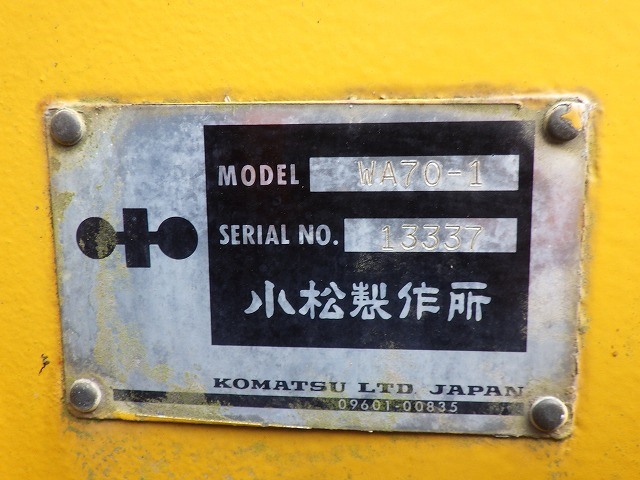 MODEL WA70-1
SERIAL NO. 13337
小松製作所
KOMATSU LTD JAPAN
09601-00835